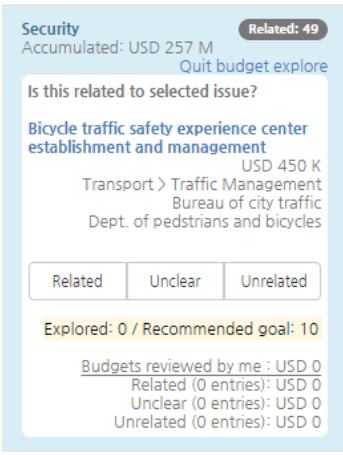 Security
Related: 49
Accumulated: USD 257 M
Quit budget explore
Is this related to selected issue?
Bicycle traffic safety experience center
establishment and management
USD 450 K
Transport > Traffic Management
Bureau of city traffic
Dept. of pedstrians and bicycles
Related
Unclear
Unrelated
Explored: 0 / Recommended goal: 10
Budgets reviewed by me : USD 0
Related (0 entries): USD 0
Unclear (0 entries): USD 0
Unrelated (0 entries): USD 0